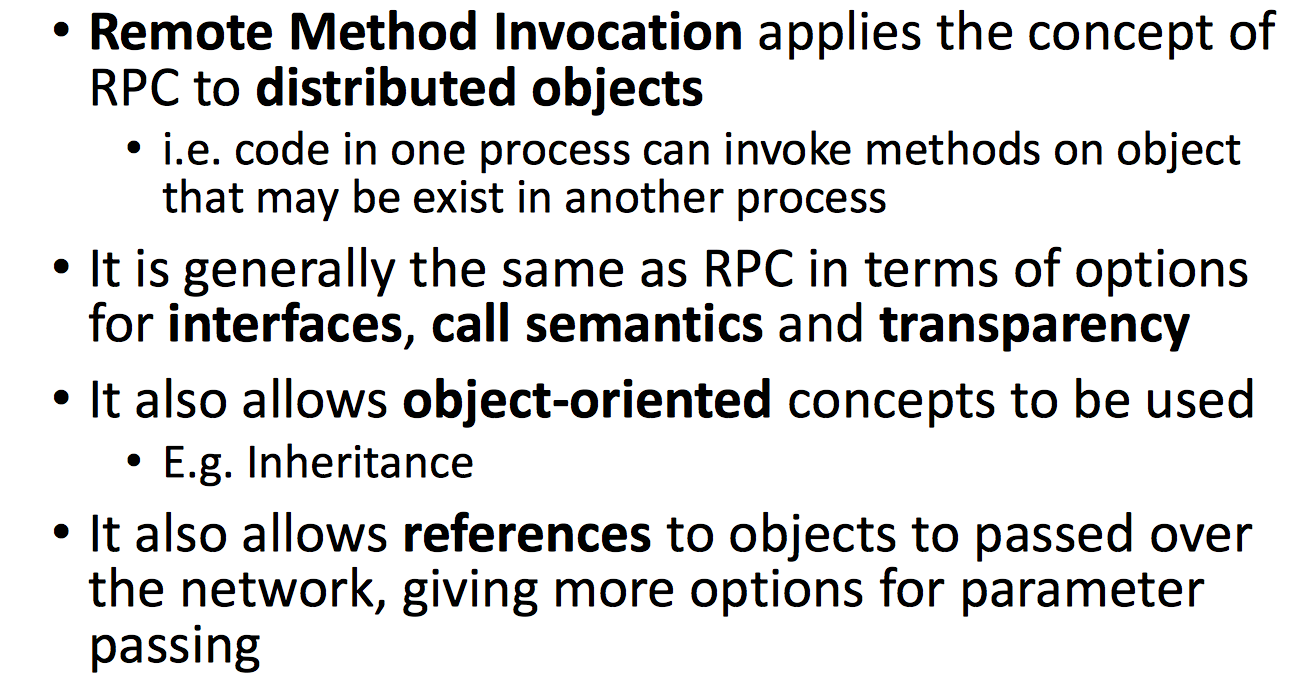 • Remote Method Invocation applies the concept of
RPC to distributed objects
• i.e. code in one process can invoke methods on object
that may be exist in another process
• It is generally the same as RPC in terms of options
for interfaces, call semantics and transparency
• It also allows object-oriented concepts to be used
• E.g. Inheritance
• It also allows references to objects to passed over
the network, giving more options for parameter
passing